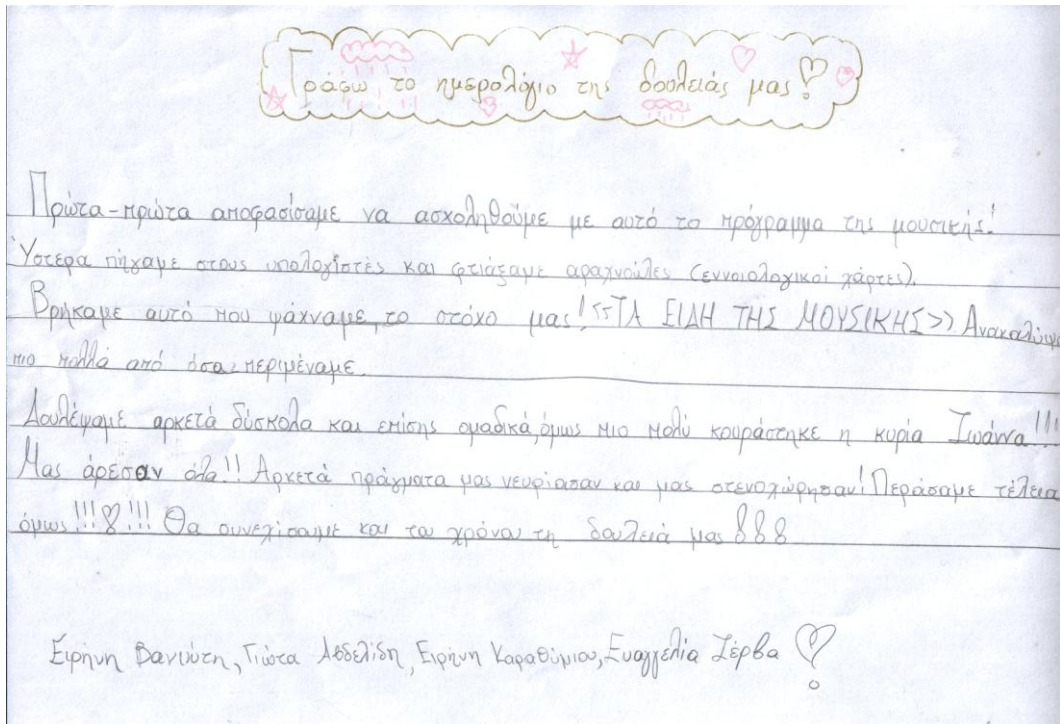 Γράφω το ημερολόγιο της δουλειάς μας!
Πρώτα-πρώτα αποφασίσαμε να ασχοληθούμε με αυτό το πρόγραμμα της μουσικής!
Ύστερα πήγαμε στους υπολογιστές και φτιάξαμε αραχνούλες (εννοιολογικοί χάρτες).
Βρήκαμε αυτό που ψάχναμε, το στόχο μας! <<ΤΑ ΕΙΔΗ ΤΗΣ ΜΟΥΣΙΚΗΣ>>
πιο πολλά από όσα περιμέναμε.
Δουλέψαμε αρκετά δύσκολα και επίσης ομαδικά, όμως πιο πολύ κουράστηκε η κυρία Ιωάννα!!!
Μας άρεσαν όλα!! Αρκετά πράγματα μας νευρίασαν και μας στενοχώρησαν! Περάσαμε τέλεια
όμως!!!!!! Θα συνεχίσουμε και του χρόνου τη δουλειά μας
Ειρήνη Βανιώτη, Γιώτα Ειρήνη Καραθύμιου, Ευαγγελία Ζέρβα